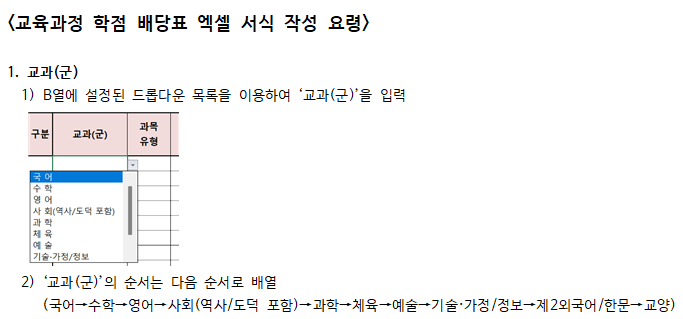 <교육과정 학점 배당표 엑셀 서식 작성 요령>
1. 교과(군)
1) B열에 설정된 드롭다운 목록을 이용하여 ‘교과(군)’을 입력
구분 교과(군) 과목
유형
국 어
수 학
영 어
사 회(역사/도덕 포함)
과 학
체 육
예 술
기술·가정/정보
2) ‘교과(군)’의 순서는 다음 순서로 배열
(국어→수학→영어→사회(역사/도덕 포함)→과학→체육→예술→기술·가정/정보→제2외국어/한문→교양)